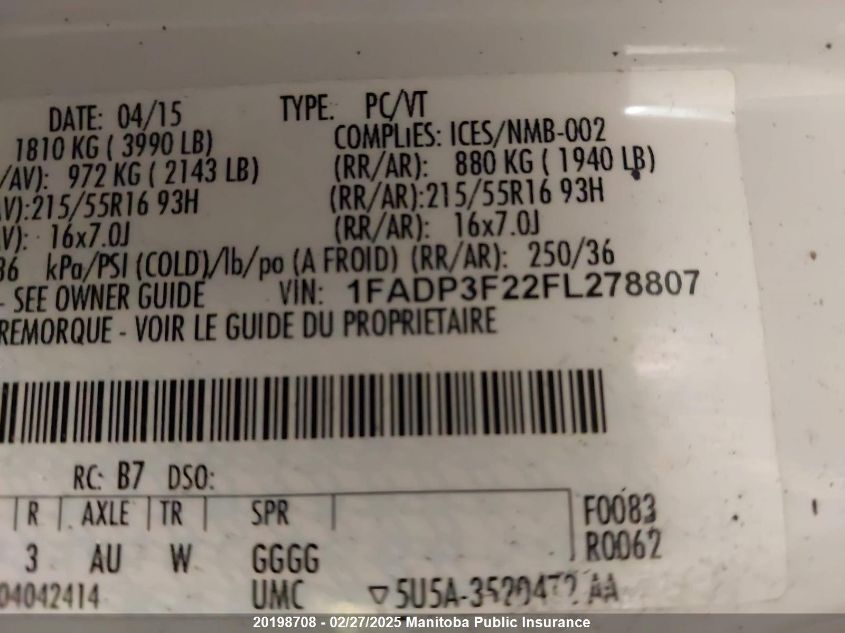 DATE: 04/15 TYPE: PC/VT
1810 KG ( 3990 LB) COMPLIES: ICES/NMB-002
/AV): 972 KG ( 2143 LB) (RR/AR): 880 KG ( 1940 LB)
V):215/55R16 93H (RR/AR):215/55R16 93H
V): 16x7.0J (RR/AR): 16x7.0J
36 kPa/PSI (COLD)/lb/po (A FROID) (RR/AR): 250/36
- SEE OWNER GUIDE VIN: 1FADP3F22FL278807
REMORQUE - VOIR LE GUIDE DU PROPRIETAIRE
RC: B7 DSO:
R AXLE TR SPR F0083
3 AU W GGGG R0062
04042414 UMC ▽5U5A-3520472 AA
20198708 - 02/27/2025 - Manitoba Public Insurance